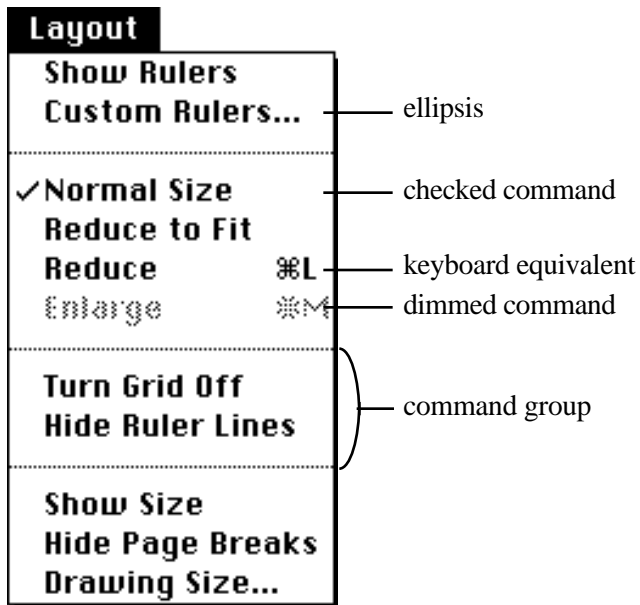 Layout
Show Rulers
Custom Rulers... ellipsis
✓Normal Size checked command
Reduce to Fit
Reduce ⌘L keyboard equivalent
Enlarge ⌘M dimmed command
Turn Grid Off
command group
Hide Ruler Lines
Show Size
Hide Page Breaks
Drawing Size...